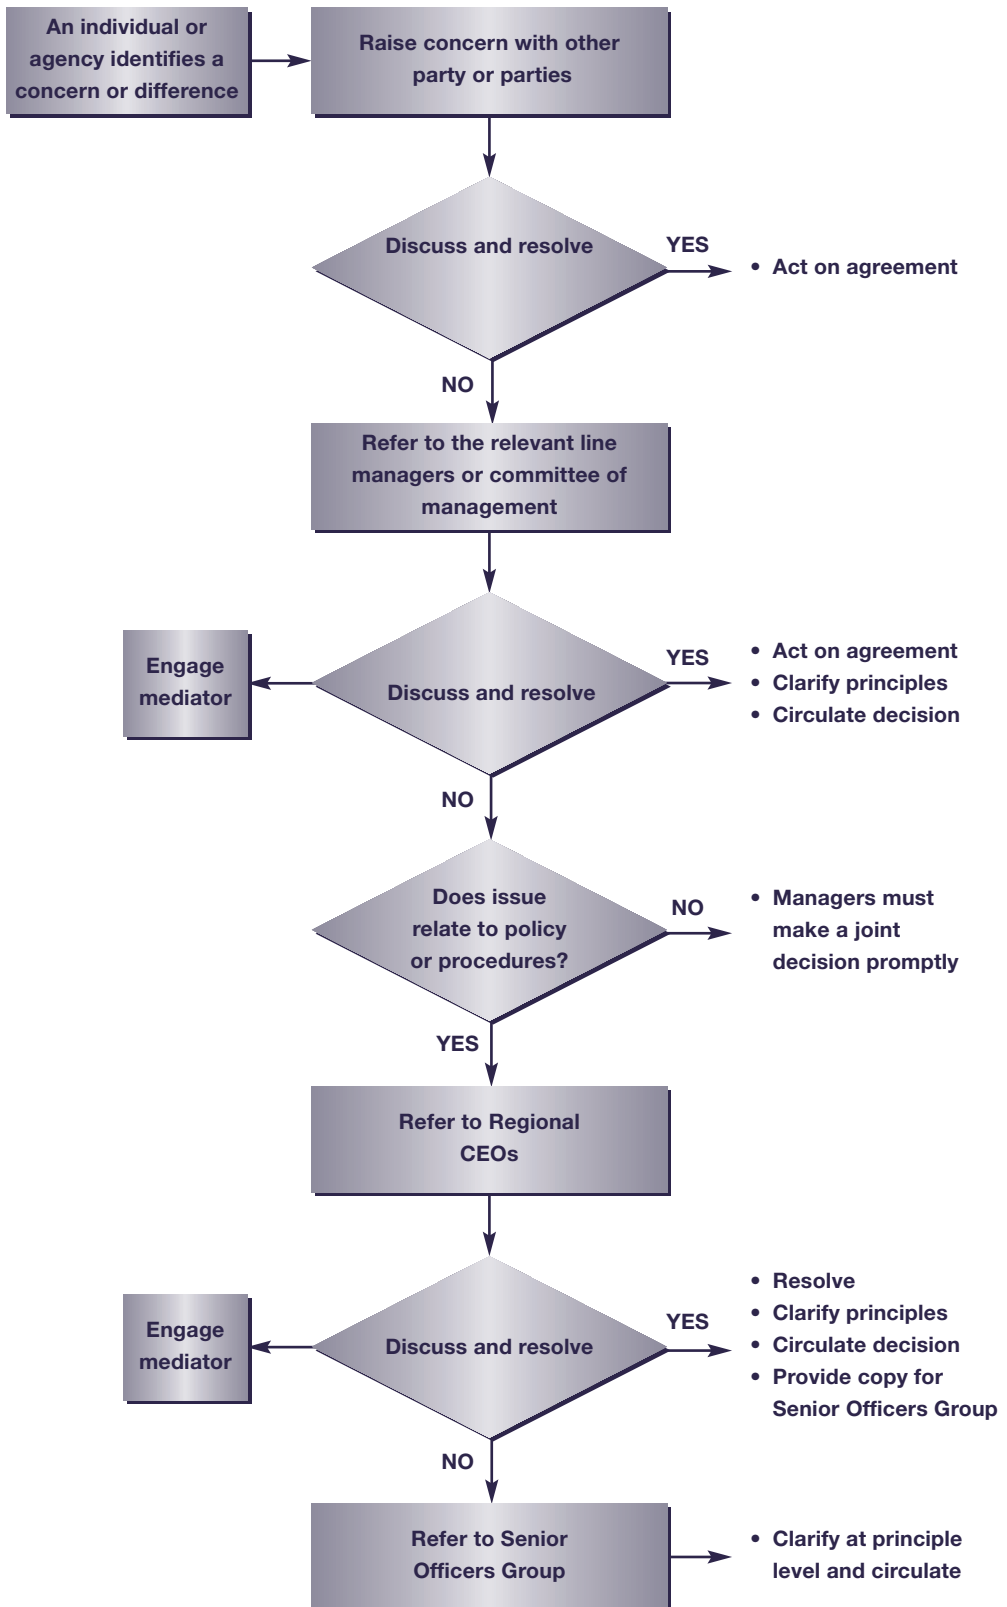 An individual or
agency identifies a
concern or difference
Raise concern with other
party or parties
Discuss and resolve
YES
• Act on agreement
NO
Refer to the relevant line
managers or committee of
management
Engage
mediator
Discuss and resolve
YES
• Act on agreement
• Clarify principles
• Circulate decision
NO
Does issue
relate to policy
or procedures?
NO
• Managers must
make a joint
decision promptly
YES
Refer to Regional
CEOs
Engage
mediator
Discuss and resolve
YES
• Resolve
• Clarify principles
• Circulate decision
• Provide copy for
Senior Officers Group
NO
Refer to Senior
Officers Group
• Clarify at principle
level and circulate